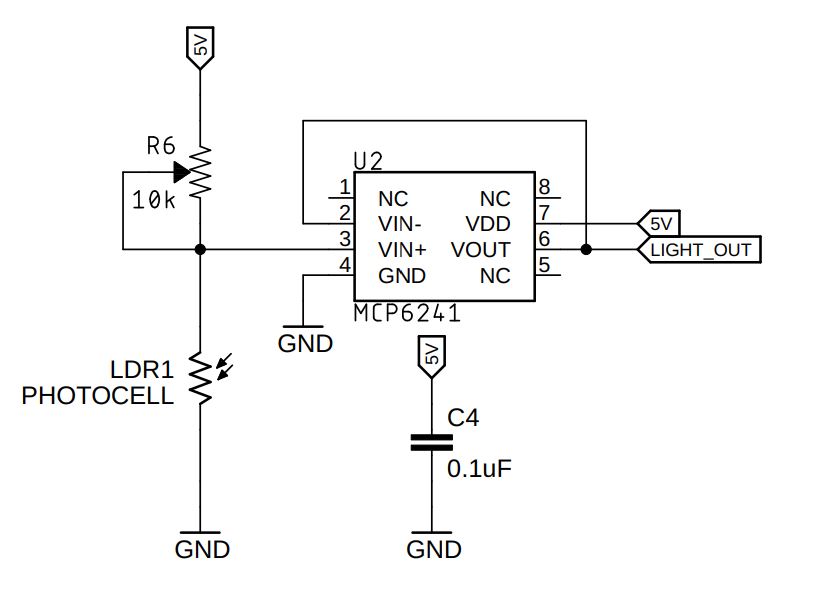 5V
R6
10k
U2
1 NC NC 8
2 VIN- VDD 7
3 VIN+ VOUT 6
4 GND NC 5
MCP6241
5V
LIGHT_OUT
GND
LDR1
PHOTOCELL
GND
5V
C4
0.1uF
GND